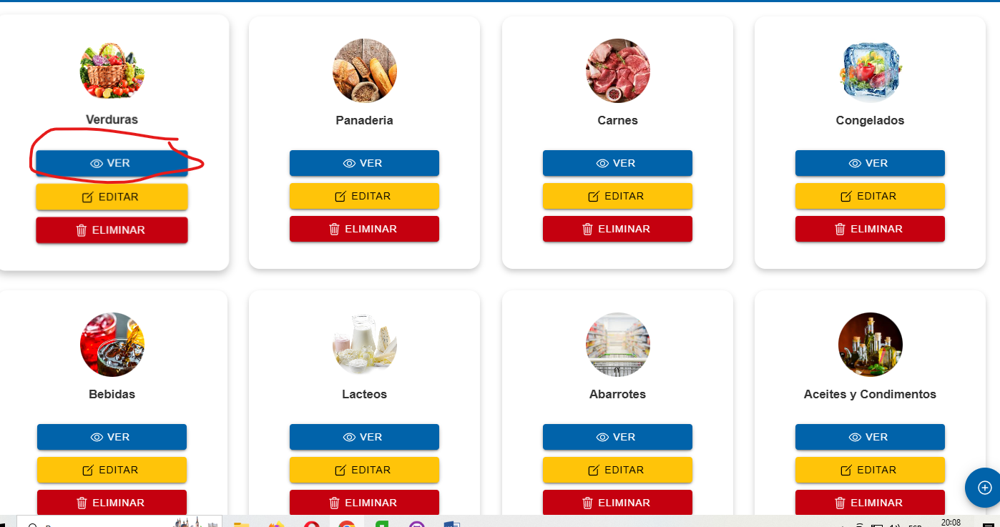 Verduras
Panaderia
Carnes
Congelados
VER
VER
VER
VER
EDITAR
EDITAR
EDITAR
EDITAR
ELIMINAR
ELIMINAR
ELIMINAR
ELIMINAR
Bebidas
Lacteos
Abarrotes
Aceites y Condimentos
VER
VER
VER
VER
EDITAR
EDITAR
EDITAR
EDITAR
ELIMINAR
ELIMINAR
ELIMINAR
ELIMINAR
20:08